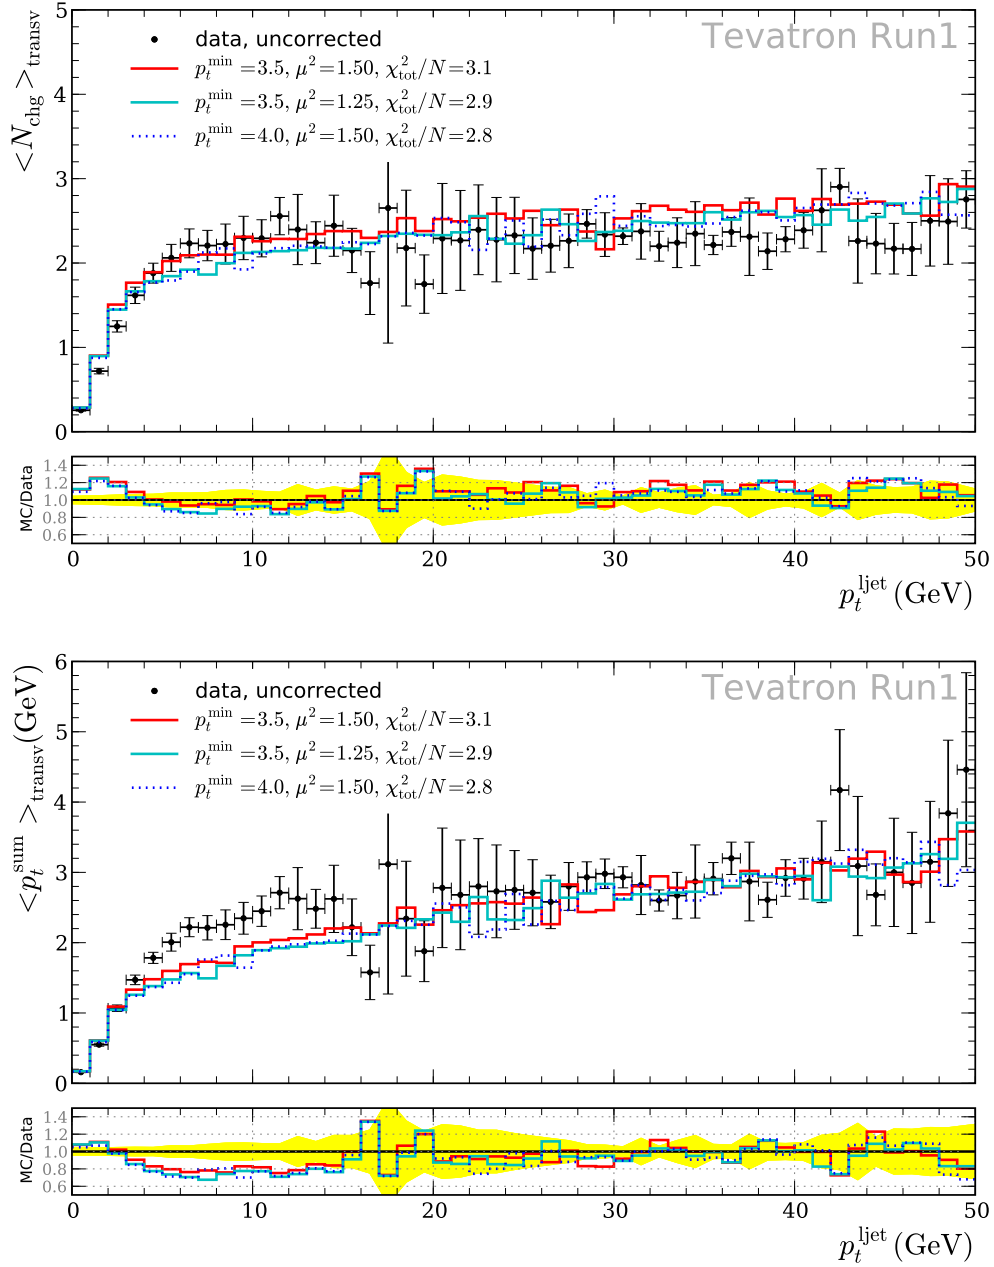 5
4
3
2
1
0
<N_chg>_transv
Tevatron Run1
data, uncorrected
p_t^min =3.5, μ²=1.50, χ²_tot/N=3.1
p_t^min =3.5, μ²=1.25, χ²_tot/N=2.9
p_t^min =4.0, μ²=1.50, χ²_tot/N=2.8
MC/Data
1.4
1.2
1.0
0.8
0.6
0 10 20 30 40 50
p_t^ljet (GeV)
6
5
4
3
2
1
0
<p_t^sum>_transv(GeV)
Tevatron Run1
data, uncorrected
p_t^min =3.5, μ²=1.50, χ²_tot/N=3.1
p_t^min =3.5, μ²=1.25, χ²_tot/N=2.9
p_t^min =4.0, μ²=1.50, χ²_tot/N=2.8
MC/Data
1.4
1.2
1.0
0.8
0.6
0 10 20 30 40 50
p_t^ljet (GeV)